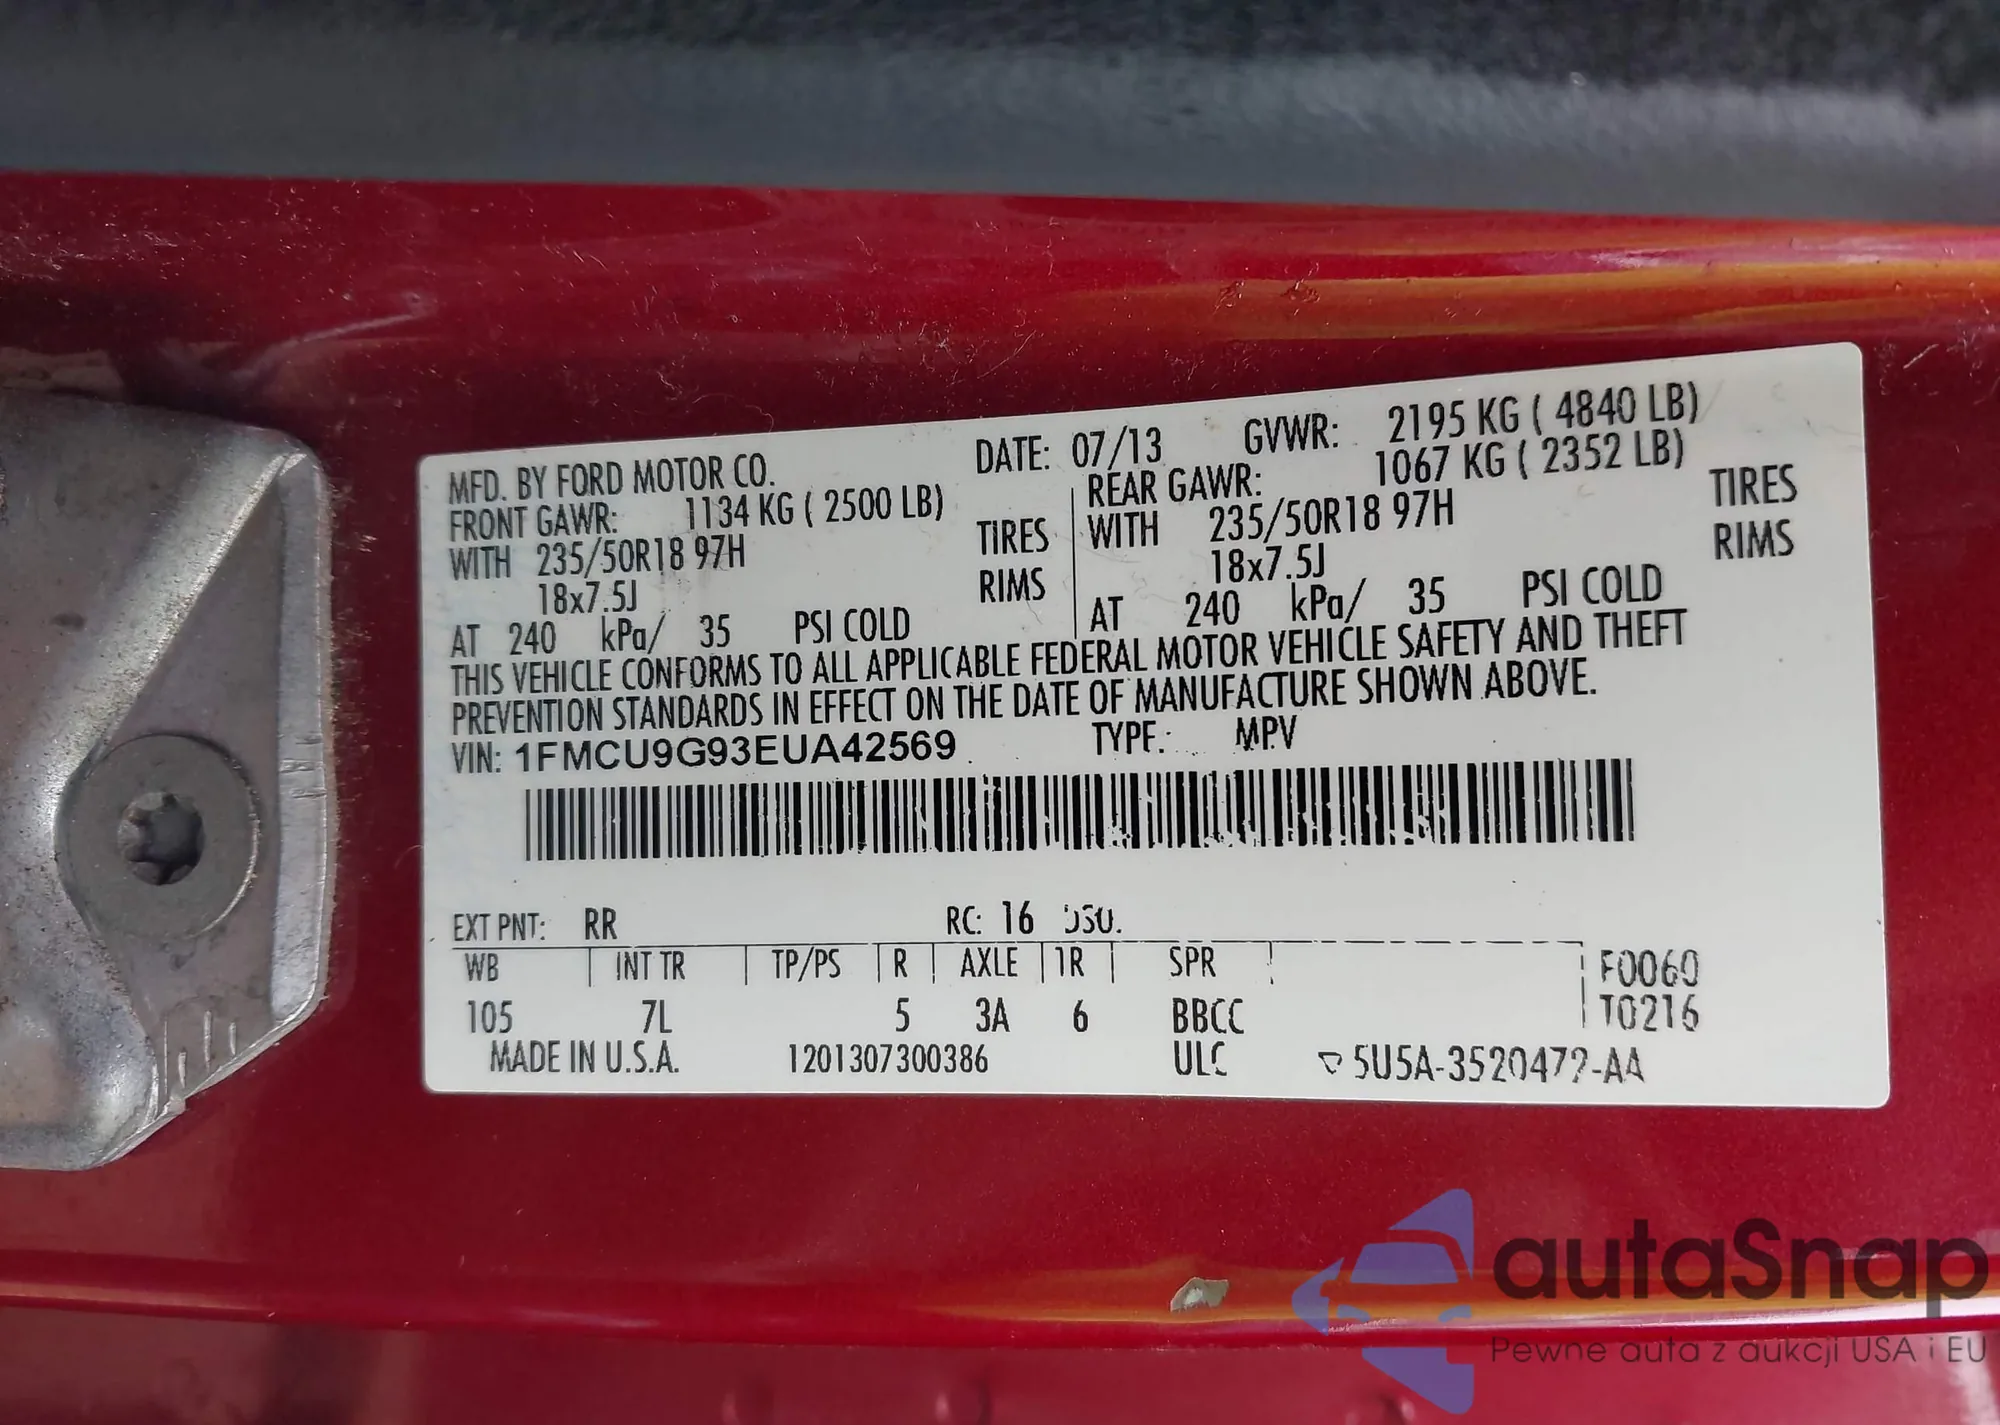 MFD. BY FORD MOTOR CO. DATE: 07/13 GVWR: 2195 KG ( 4840 LB)
FRONT GAWR: 1134 KG ( 2500 LB) REAR GAWR: 1067 KG ( 2352 LB)
WITH 235/50R18 97H TIRES WITH 235/50R18 97H TIRES
18x7.5J RIMS 18x7.5J RIMS
AT 240 kPa/ 35 PSI COLD AT 240 kPa/ 35 PSI COLD
THIS VEHICLE CONFORMS TO ALL APPLICABLE FEDERAL MOTOR VEHICLE SAFETY AND THEFT
PREVENTION STANDARDS IN EFFECT ON THE DATE OF MANUFACTURE SHOWN ABOVE.
VIN: 1FMCU9G93EUA42569 TYPE: MPV
EXT PNT: RR RC: 16
WB INT TR TP/PS R AXLE TR SPR F0060
105 7L 5 3A 6 BBCC T0216
MADE IN U.S.A. 1201307300386 ULC 5U5A-3520472-AA
autaSnap
Pewne auta z aukcji USA i EU